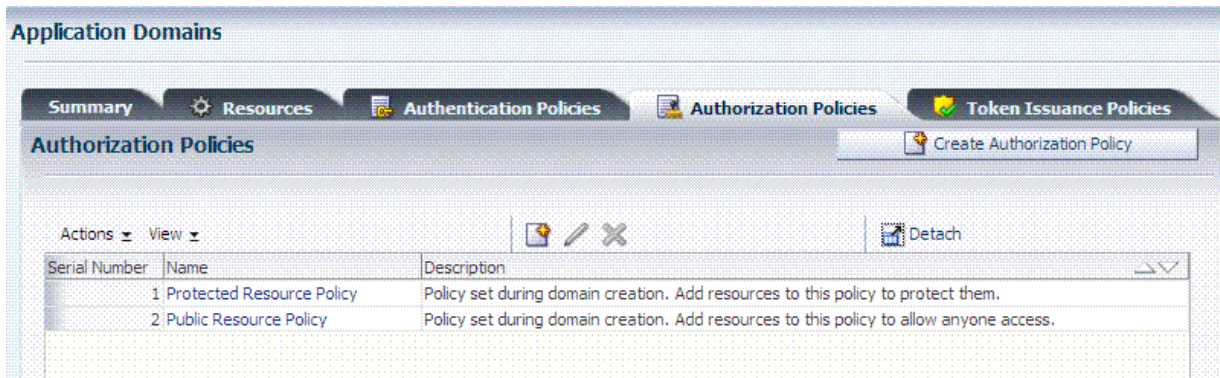 Application Domains
Summary Resources Authentication Policies Authorization Policies Token Issuance Policies
Authorization Policies Create Authorization Policy
Actions View Detach
Serial Number Name Description
1 Protected Resource Policy Policy set during domain creation. Add resources to this policy to protect them.
2 Public Resource Policy Policy set during domain creation. Add resources to this policy to allow anyone access.